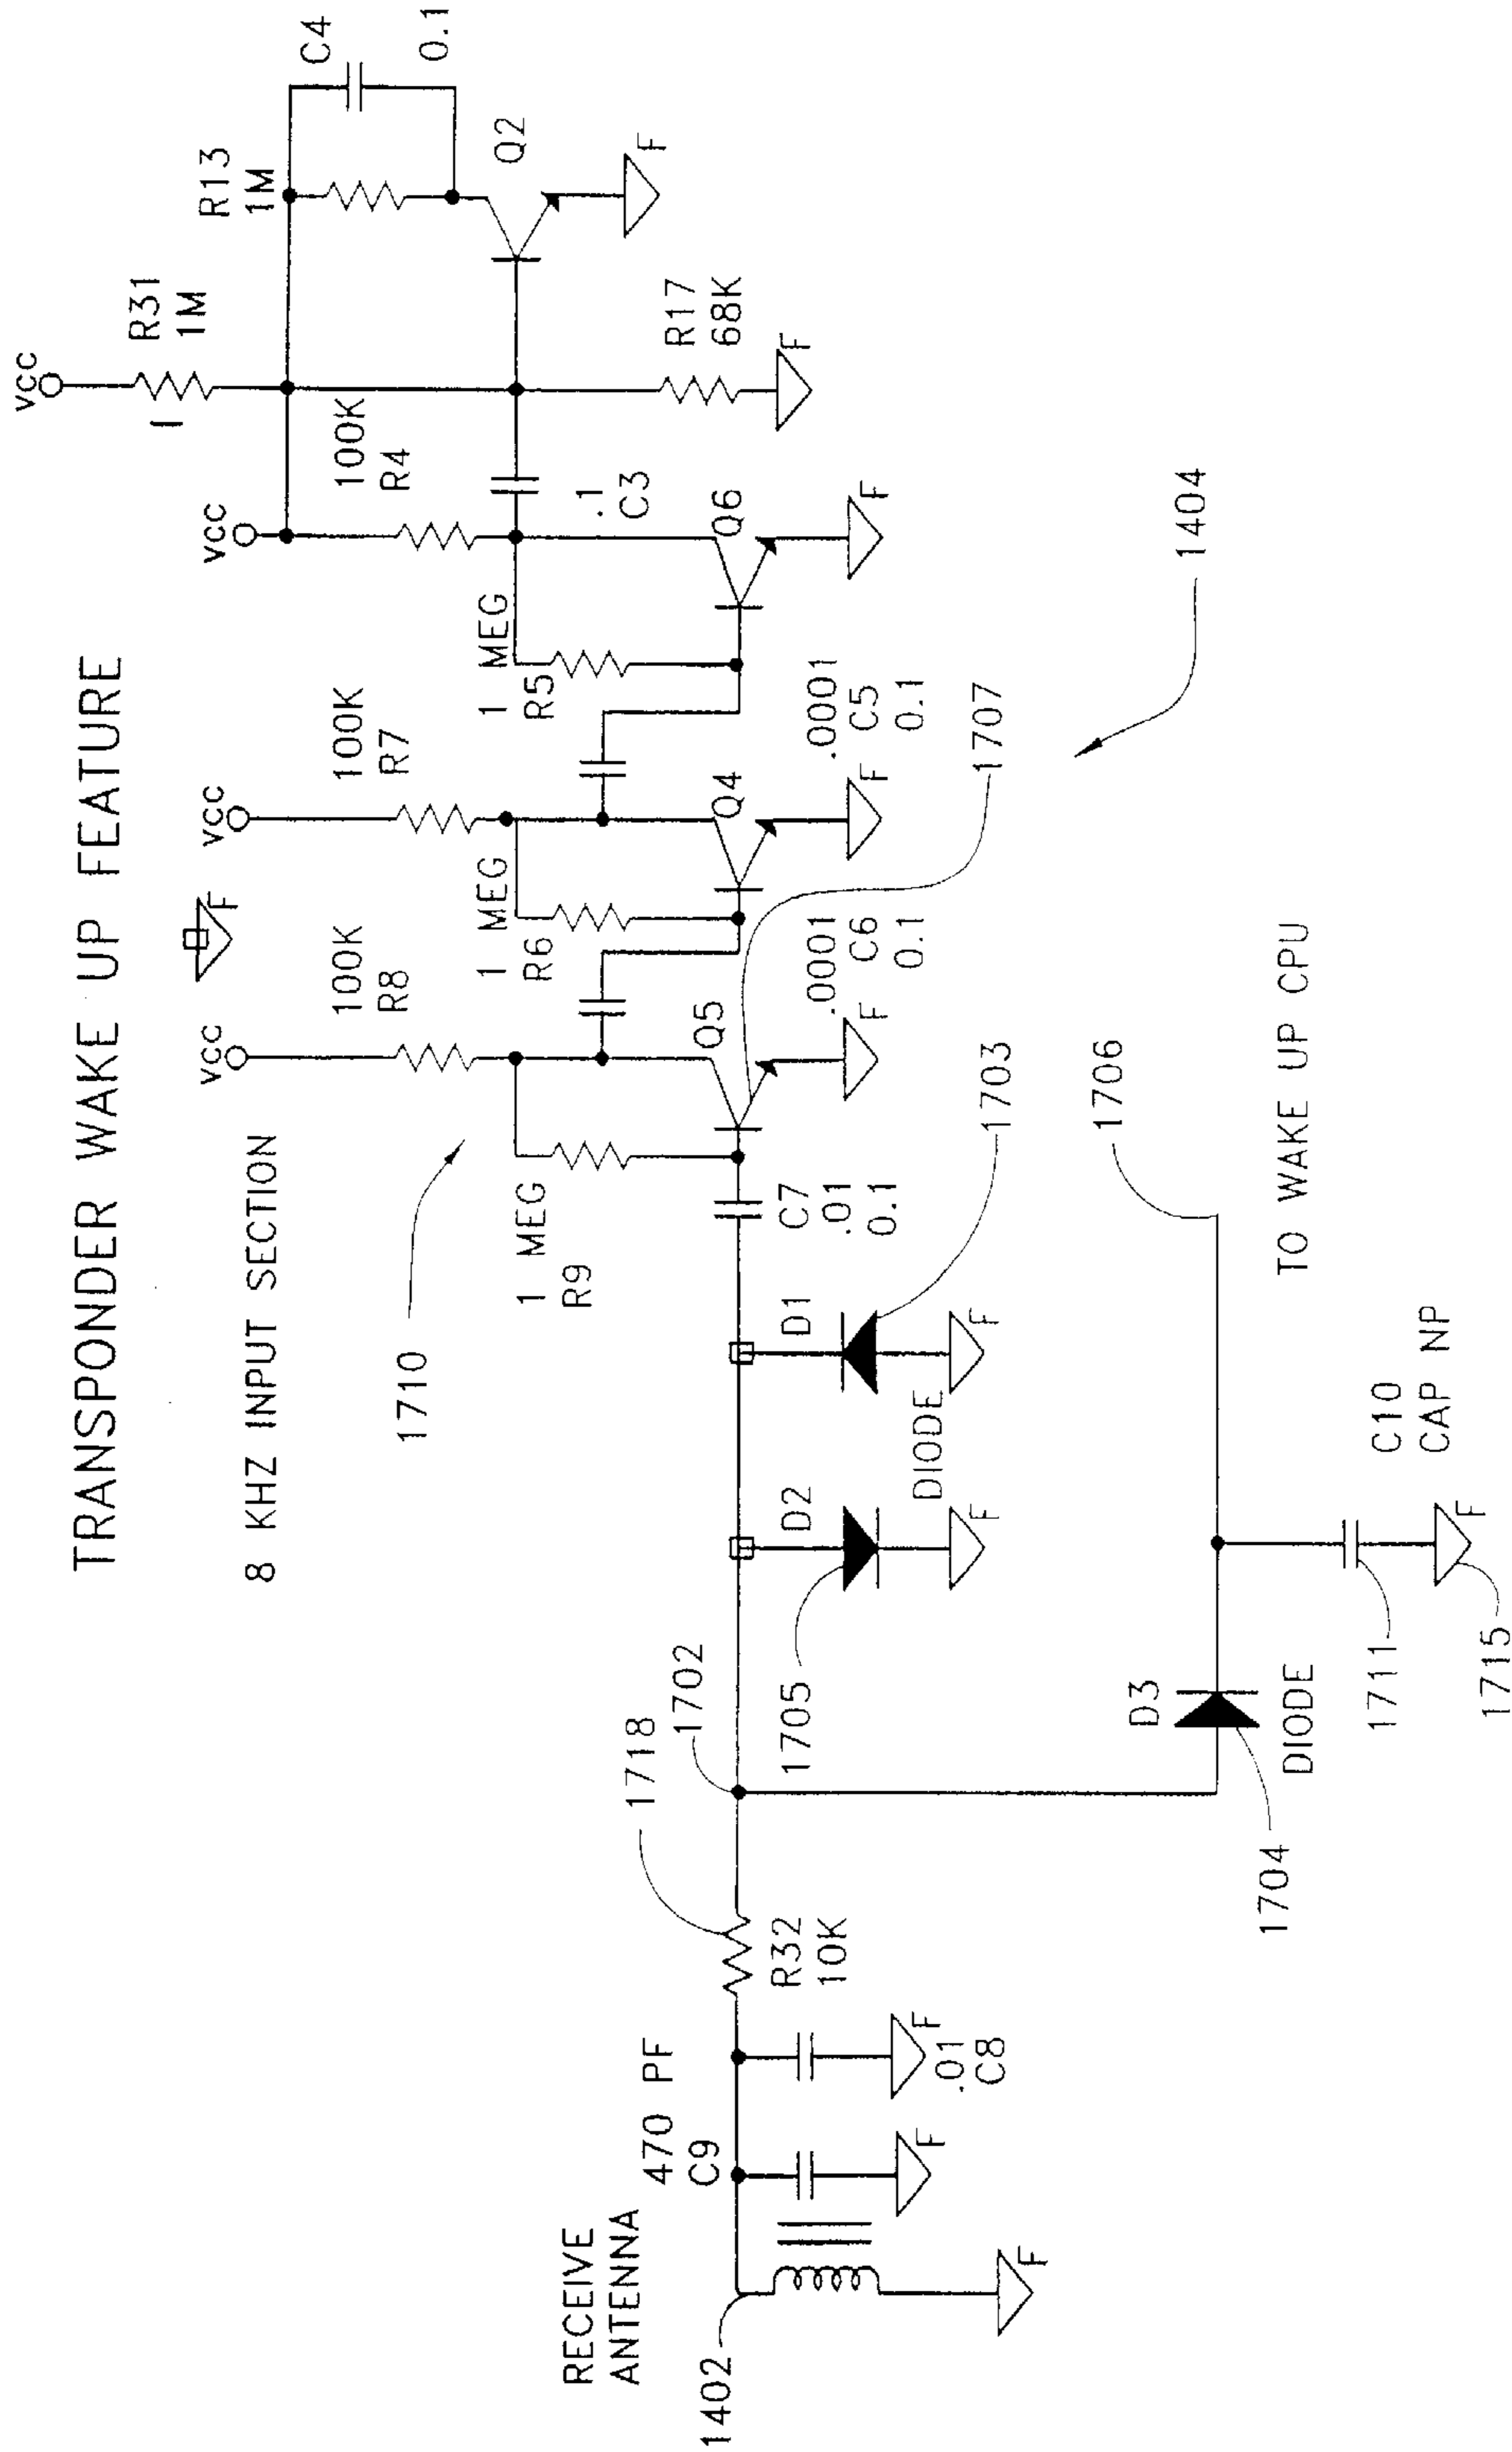 TRANSPONDER WAKE UP FEATURE
8 KHZ INPUT SECTION
F
VCC
VCC
VCC
VCC
R31
1M
R13
1M
C4
0.1
100K
R8
100K
R7
100K
R4
1710
1 MEG
R9
1 MEG
R6
1 MEG
R5
.1
C3
Q2
F
R17
68K
F
RECEIVE
ANTENNA
470 PF
C9
1402
R32
10K
1718
1702
C7
.01
0.1
Q5
Q4
Q6
F
F
F
.0001
C6
0.1
.0001
C5
0.1
1707
1404
F
F
F
.01
C8
1705
D2
D1
DIODE
F
F
1703
1706
D3
DIODE
1704
TO WAKE UP CPU
C10
CAP NP
1711
F
1715